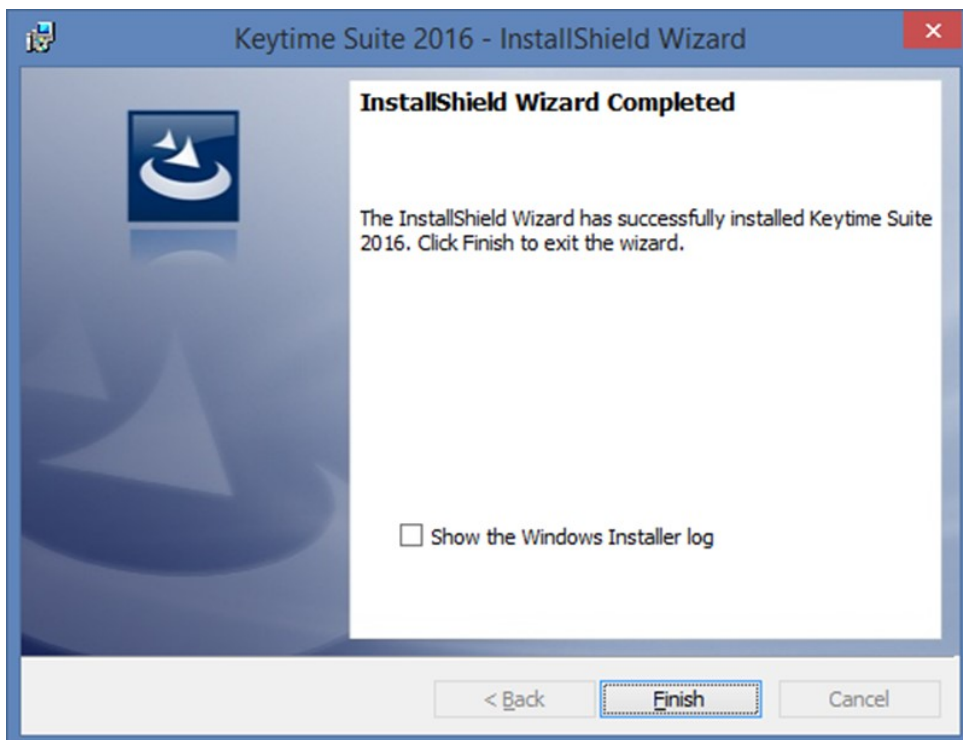 Keytime Suite 2016 - InstallShield Wizard
InstallShield Wizard Completed
The InstallShield Wizard has successfully installed Keytime Suite
2016. Click Finish to exit the wizard.
Show the Windows Installer log
< Back Finish Cancel